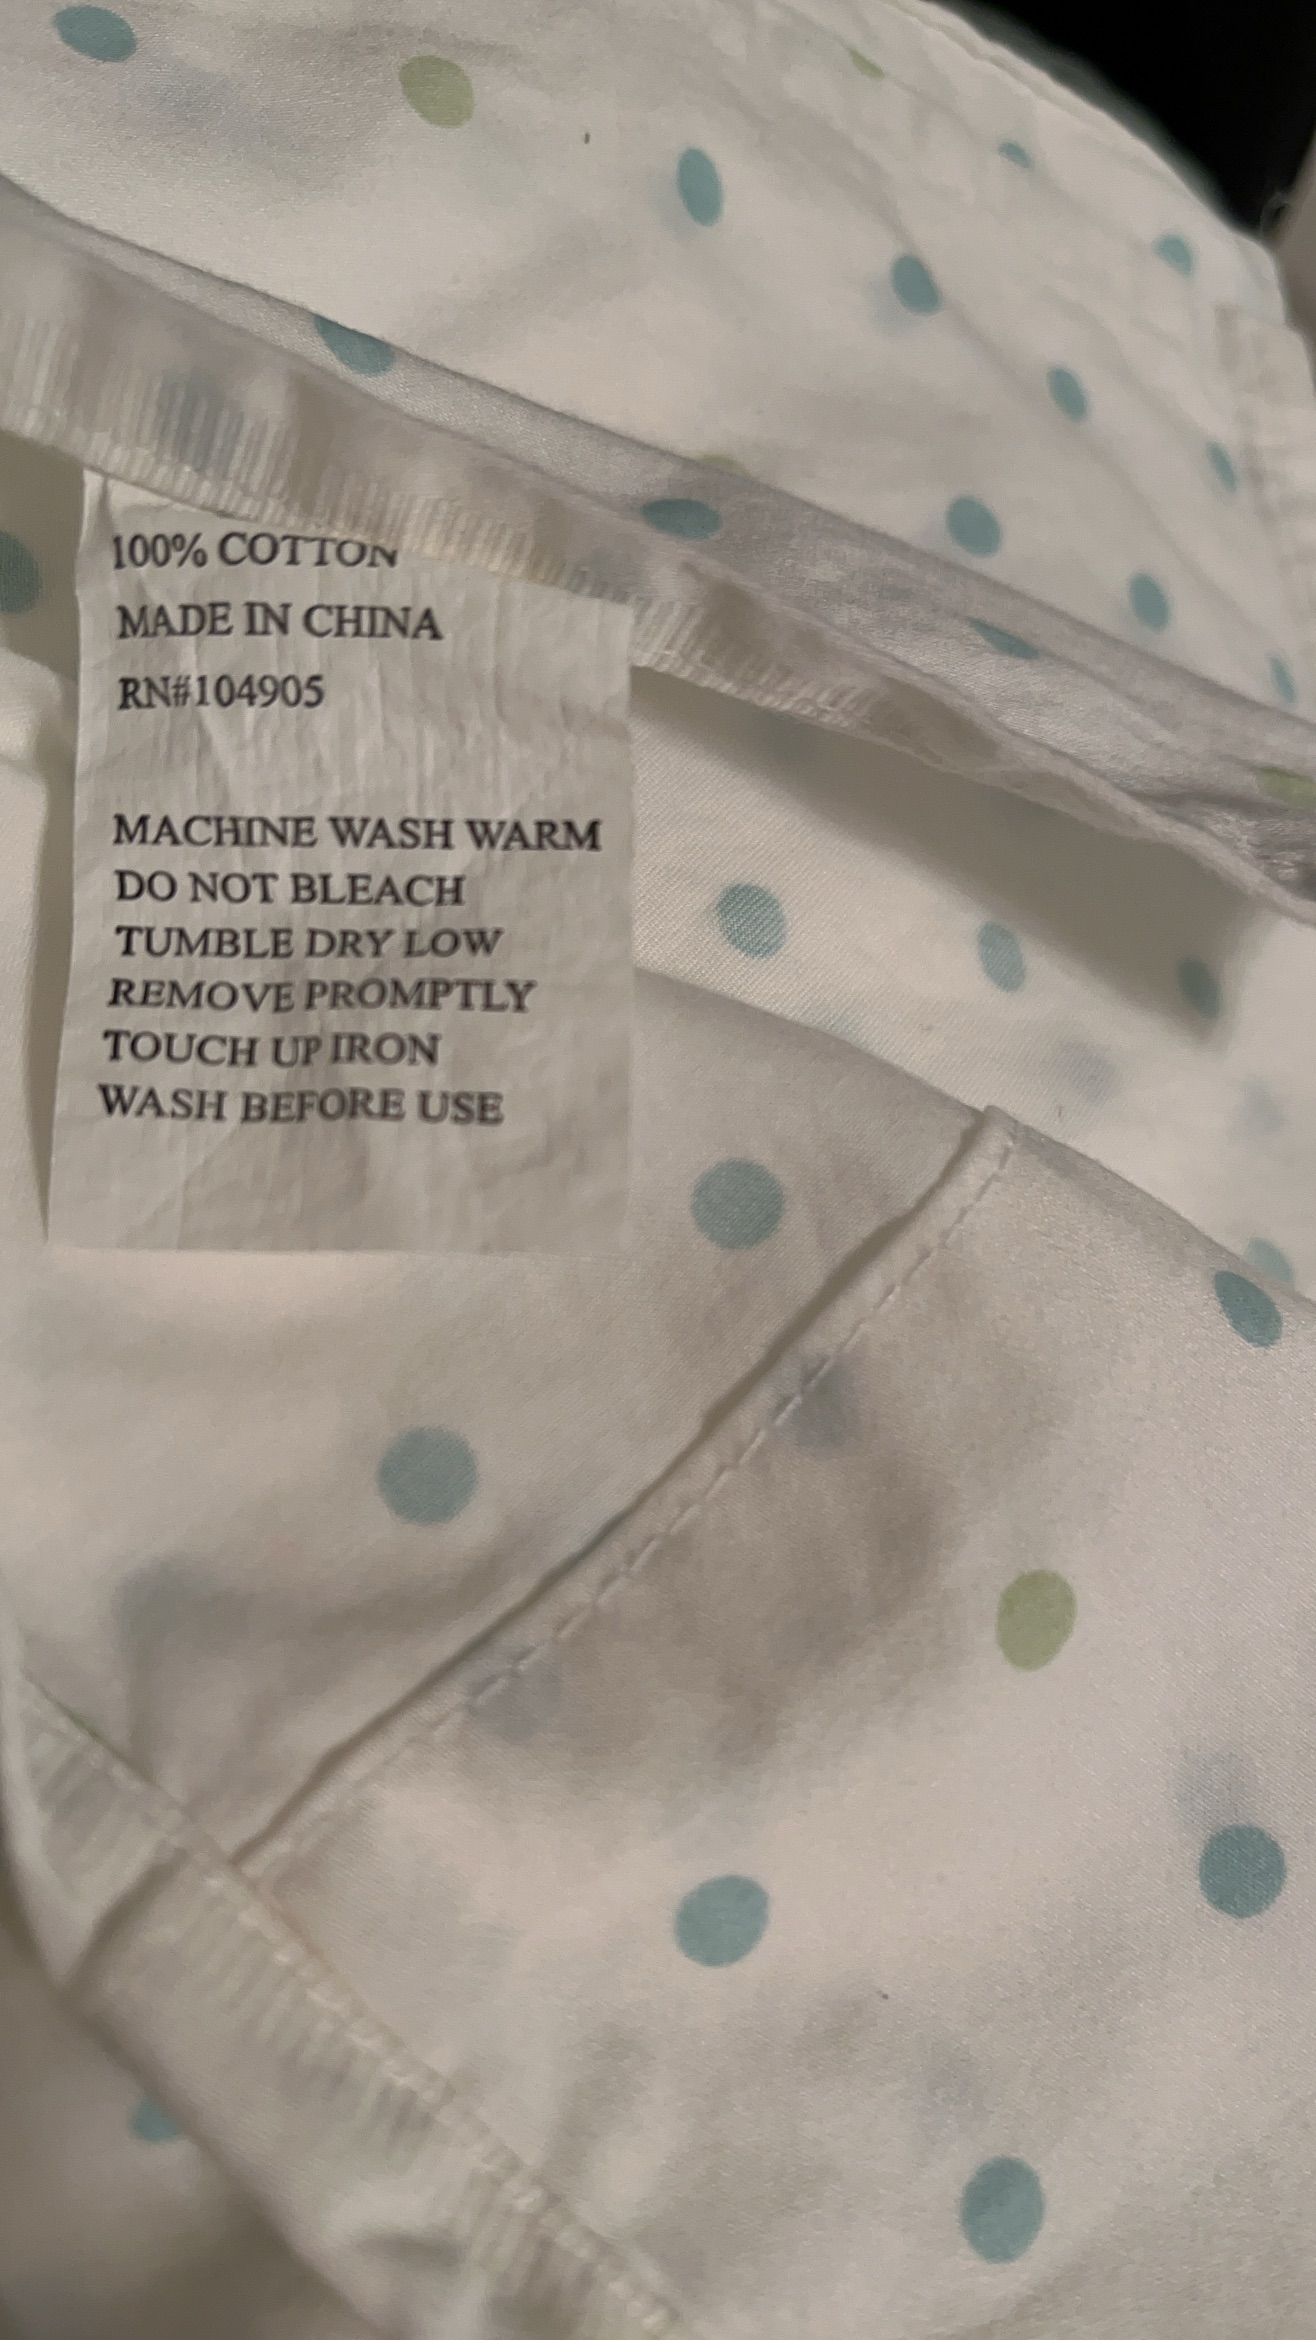 100% COTTON
MADE IN CHINA
RN#104905
MACHINE WASH WARM
DO NOT BLEACH
TUMBLE DRY LOW
REMOVE PROMPTLY
TOUCH UP IRON
WASH BEFORE USE